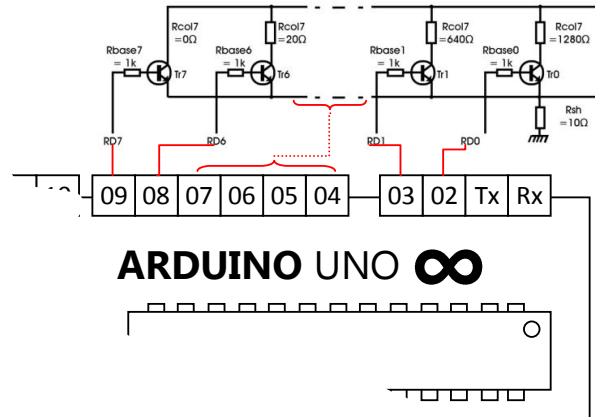 Rcol7
=0Ω
Rcol7
=20Ω
Rcol7
=640Ω
Rcol7
=1280Ω
Rbase7
= 1k
Rbase6
= 1k
Rbase1
= 1k
Rbase0
= 1k
Tr7
Tr6
Tr1
Tr0
Rsh
=10Ω
RD7
RD6
RD1
RD0
09 08 07 06 05 04 03 02 Tx Rx
ARDUINO UNO